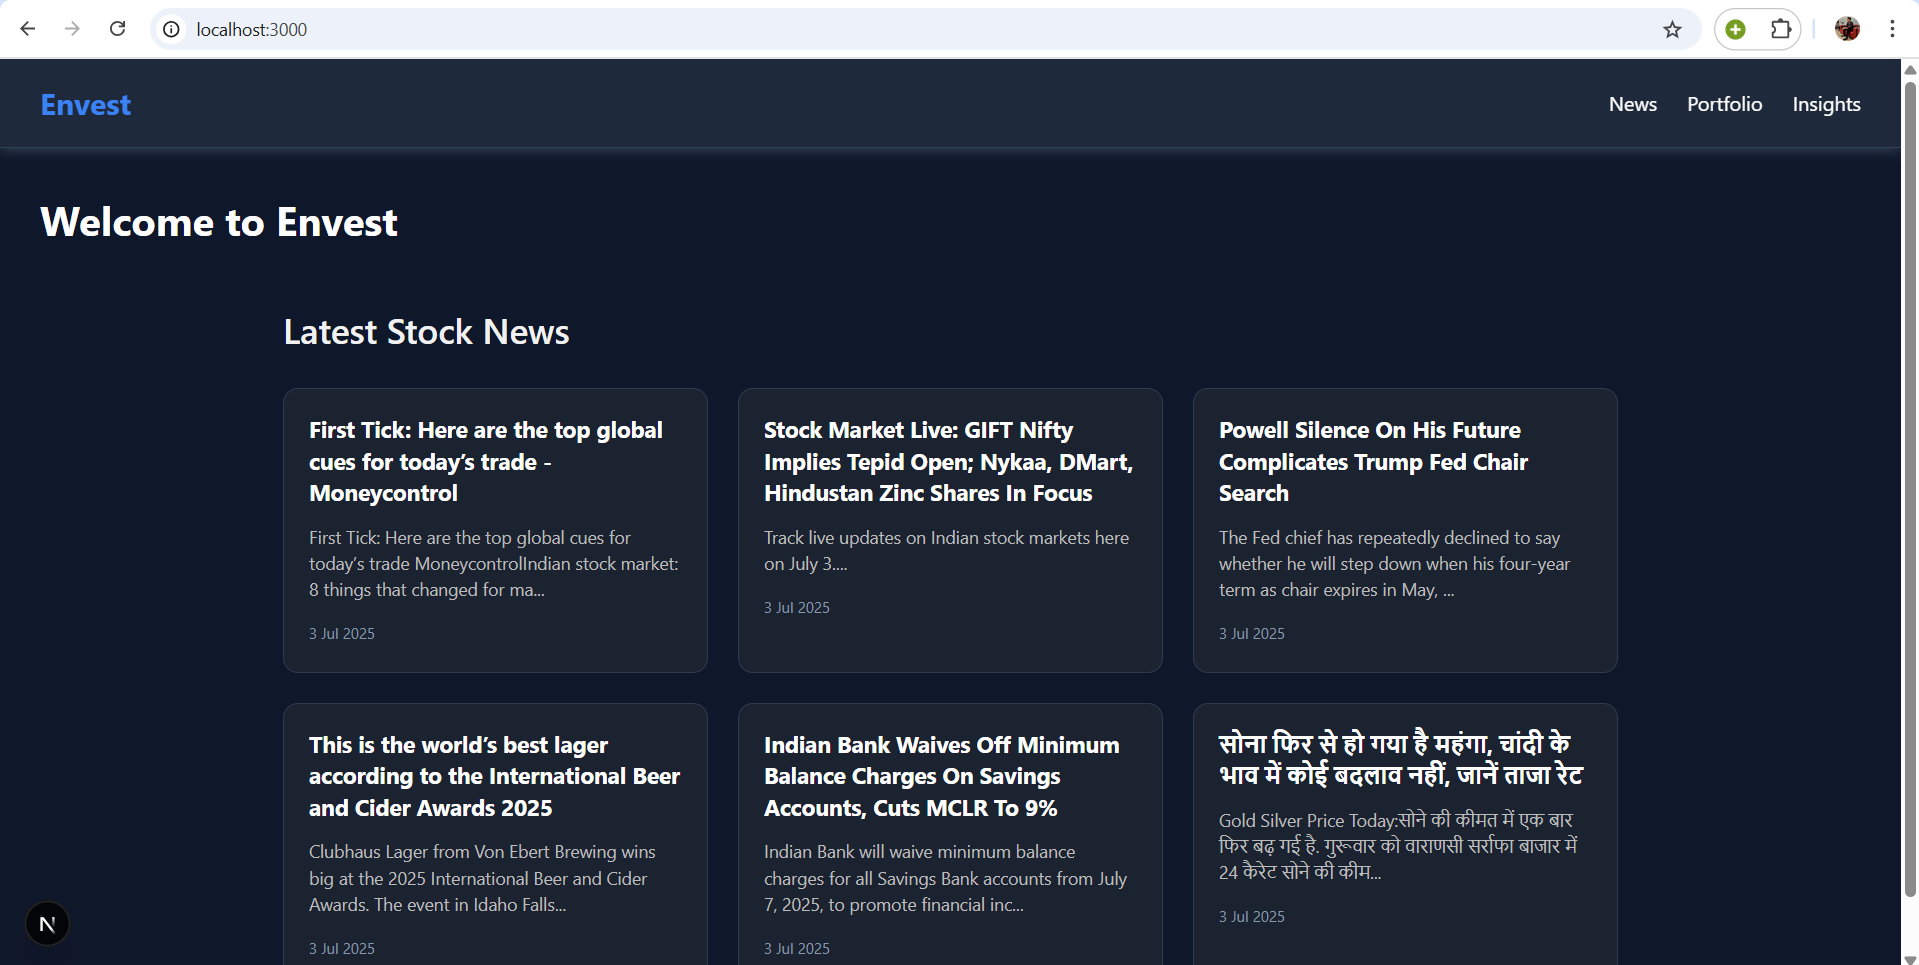 localhost:3000
Envest
News Portfolio Insights
Welcome to Envest
Latest Stock News
First Tick: Here are the top global
cues for today’s trade -
Moneycontrol
First Tick: Here are the top global cues for
today’s trade MoneycontrolIndian stock market:
8 things that changed for ma...
3 Jul 2025
Stock Market Live: GIFT Nifty
Implies Tepid Open; Nykaa, DMart,
Hindustan Zinc Shares In Focus
Track live updates on Indian stock markets here
on July 3....
3 Jul 2025
Powell Silence On His Future
Complicates Trump Fed Chair
Search
The Fed chief has repeatedly declined to say
whether he will step down when his four-year
term as chair expires in May, ...
3 Jul 2025
This is the world’s best lager
according to the International Beer
and Cider Awards 2025
Clubhaus Lager from Von Ebert Brewing wins
big at the 2025 International Beer and Cider
Awards. The event in Idaho Falls...
3 Jul 2025
Indian Bank Waives Off Minimum
Balance Charges On Savings
Accounts, Cuts MCLR To 9%
Indian Bank will waive minimum balance
charges for all Savings Bank accounts from July
7, 2025, to promote financial inc...
3 Jul 2025
सोना फिर से हो गया है महंगा, चांदी के
भाव में कोई बदलाव नहीं, जानें ताजा रेट
Gold Silver Price Today:सोने की कीमत में एक बार
फिर बढ़ गई है. गुरूवार को वाराणसी सर्राफा बाजार में
24 कैरेट सोने की कीम...
3 Jul 2025
N